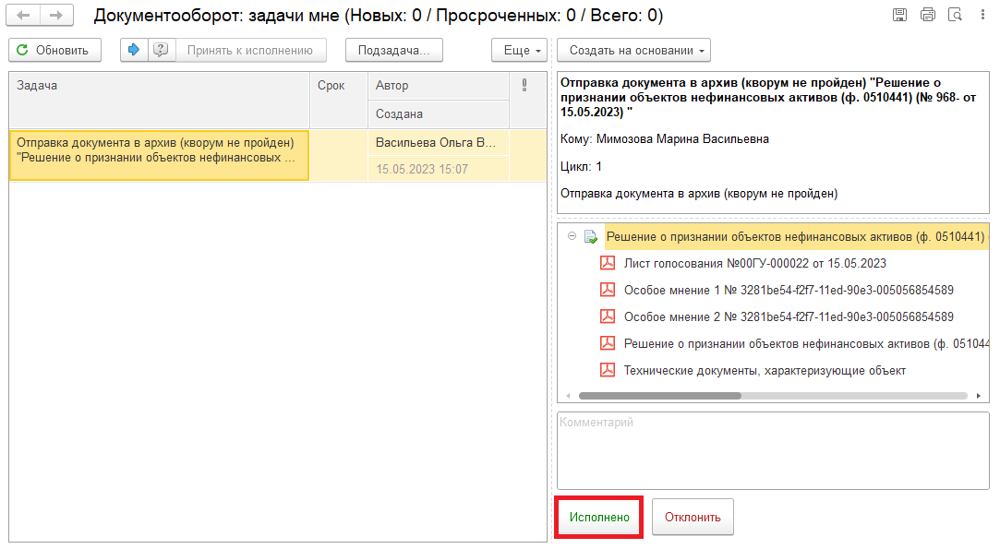 Документооборот: задачи мне (Новых: 0 / Просроченных: 0 / Всего: 0)
Обновить
Принять к исполнению
Подзадача...
Еще
Создать на основании
Задача
Срок
Автор
Создана
Отправка документа в архив (кворум не пройден)
"Решение о признании объектов нефинансовых ...
Васильева Ольга В...
15.05.2023 15:07
Отправка документа в архив (кворум не пройден) "Решение о
признании объектов нефинансовых активов (ф. 0510441) (№ 968- от
15.05.2023) "
Кому: Мимозова Марина Васильевна
Цикл: 1
Отправка документа в архив (кворум не пройден)
Решение о признании объектов нефинансовых активов (ф. 0510441) (
Лист голосования №00ГУ-000022 от 15.05.2023
Особое мнение 1 № 3281be54-f2f7-11ed-90e3-005056854589
Особое мнение 2 № 3281be54-f2f7-11ed-90e3-005056854589
Решение о признании объектов нефинансовых активов (ф. 051044
Технические документы, характеризующие объект
Комментарий
Исполнено
Отклонить